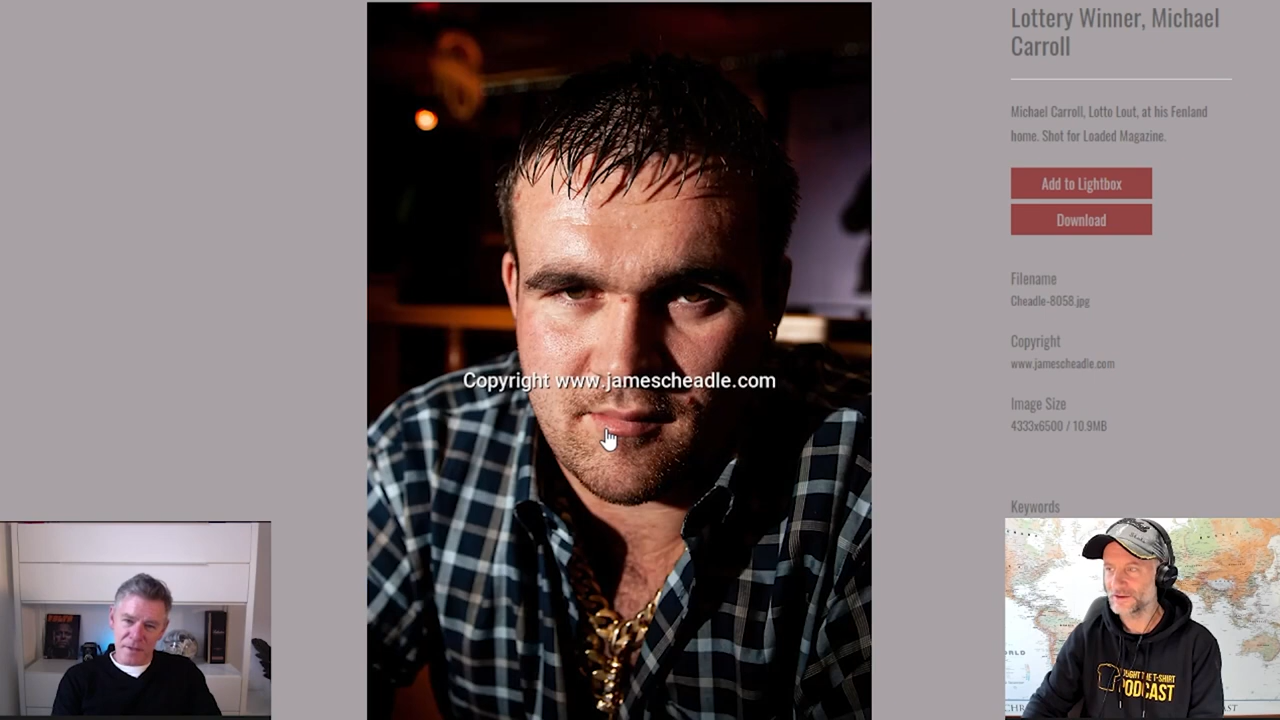 Lottery Winner, Michael
Carroll
Michael Carroll, Lotto Lout, at his Fenland
home. Shot for Loaded Magazine.
Add to Lightbox
Download
Filename
Cheadle-8058.jpg
Copyright
www.jamescheadle.com
Image Size
4333x6500 / 10.9MB
Keywords
Copyright www.jamescheadle.com
PODCAST